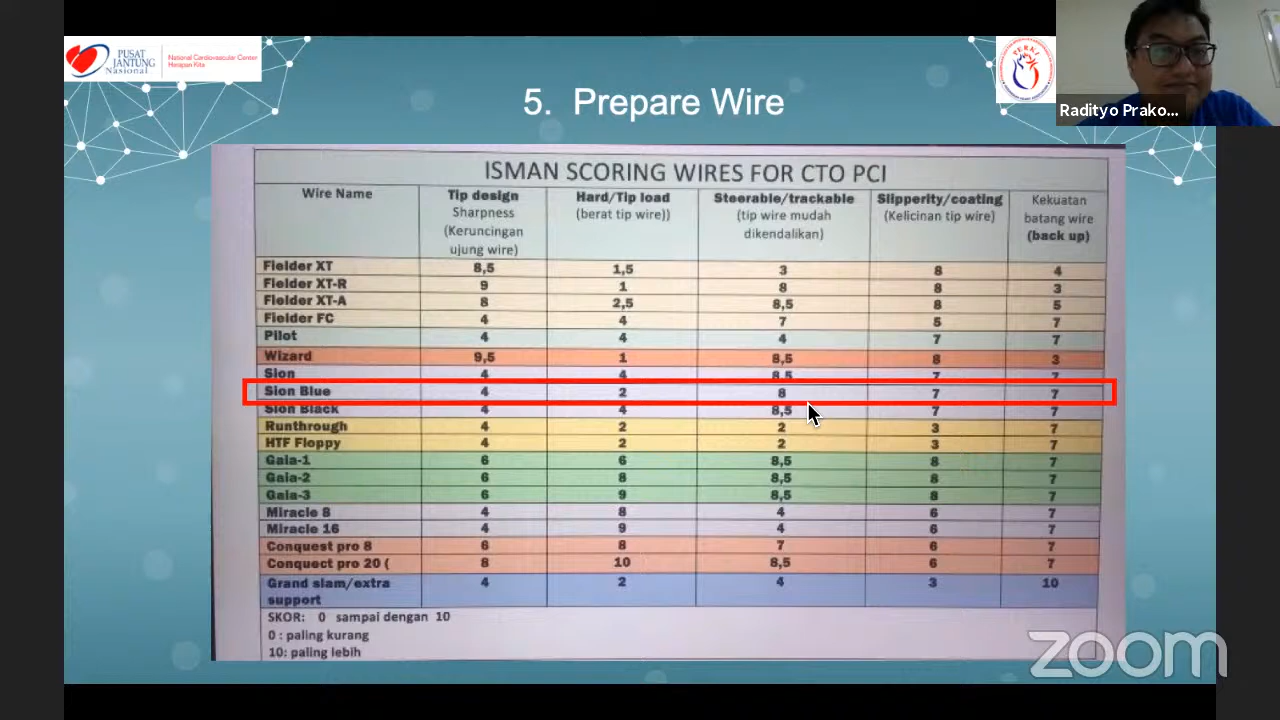 PUSAT
JANTUNG
Nasional
National Cardiovascular Center
Harapan Kita
PERKI
Radityo Prako...
5. Prepare Wire
ISMAN SCORING WIRES FOR CTO PCI
Wire Name Tip design Hard/Tip load Steerable/trackable Slipperity/coating Kekuatan
Sharpness (berat tip wire)) (tip wire mudah (Kelicinan tip wire) batang wire
(Keruncingan dikendalikan) (back up)
ujung wire)
Fielder XT 8,5 1,5 3 8 4
Fielder XT-R 9 1 8 8 3
Fielder XT-A 8 2,5 8,5 8 5
Fielder FC 4 4 7 5 7
Pilot 4 4 4 7 7
Wizard 9,5 1 8,5 8 3
Sion 4 4 8,5 7 7
Sion Blue 4 2 8 7 7
Sion Black 4 4 8,5 7 7
Runthrough 4 2 2 3 7
HTF Floppy 4 2 2 3 7
Gaia-1 6 6 8,5 8 7
Gaia-2 6 8 8,5 8 7
Gaia-3 6 9 8,5 8 7
Miracle 8 4 8 4 6 7
Miracle 16 4 9 4 6 7
Conquest pro 8 6 8 7 6 7
Conquect pro 20 ( 8 10 8,5 6 7
Grand slam/extra 4 2 4 3 10
support
SKOR: 0 sampai dengan 10
0 : paling kurang
10: paling lebih
zoom